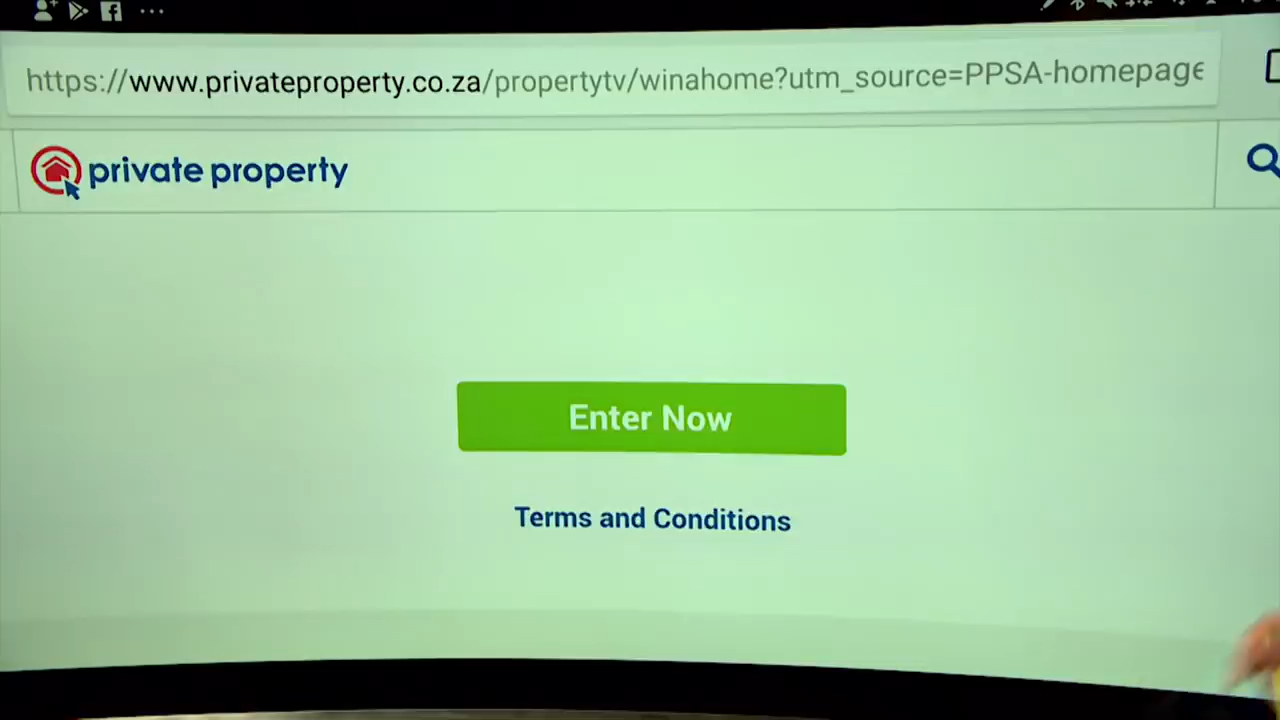 https://www.privateproperty.co.za/propertytv/winahome?utm_source=PPSA-homepage
private property
Enter Now
Terms and Conditions